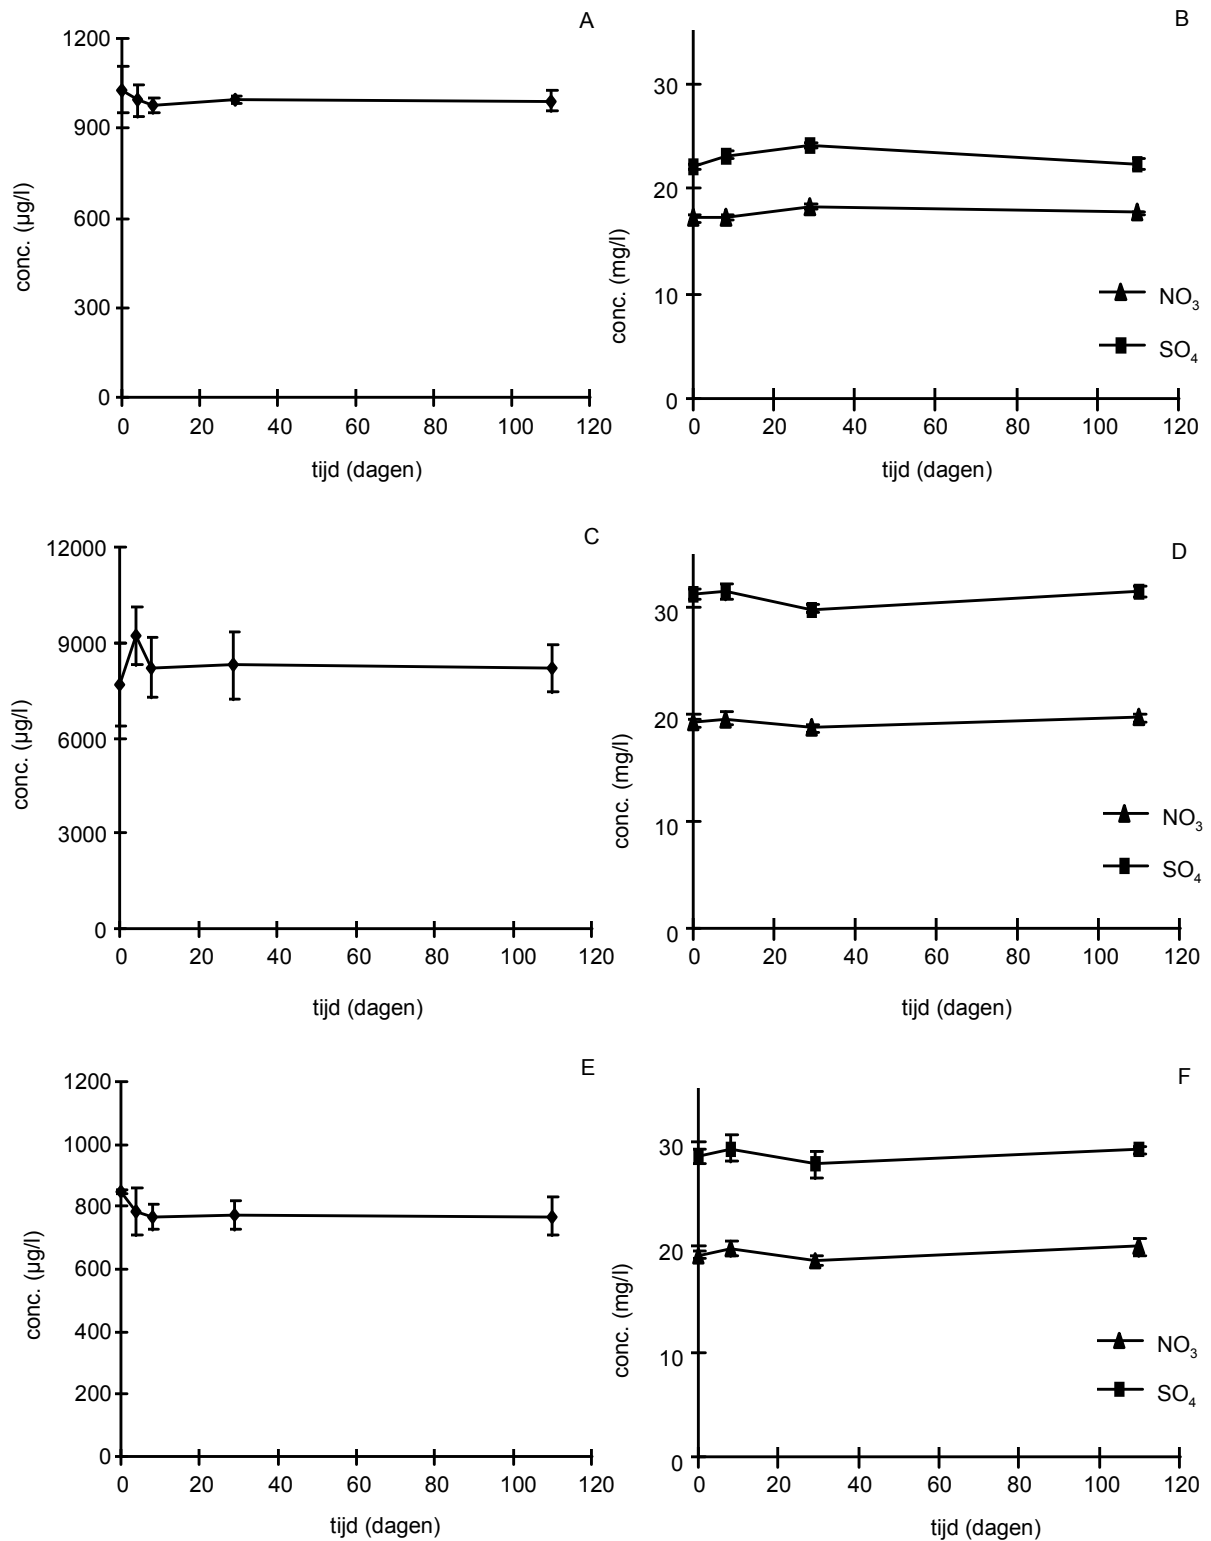 A
1200
900
600
300
0
conc. (µg/l)
0 20 40 60 80 100 120
tijd (dagen)
B
30
20
10
0
conc. (mg/l)
NO3
SO4
0 20 40 60 80 100 120
tijd (dagen)
C
12000
9000
6000
3000
0
conc. (µg/l)
0 20 40 60 80 100 120
tijd (dagen)
D
30
20
10
0
conc. (mg/l)
NO3
SO4
0 20 40 60 80 100 120
tijd (dagen)
E
1200
1000
800
600
400
200
0
conc. (µg/l)
0 20 40 60 80 100 120
tijd (dagen)
F
30
20
10
0
conc. (mg/l)
NO3
SO4
0 20 40 60 80 100 120
tijd (dagen)